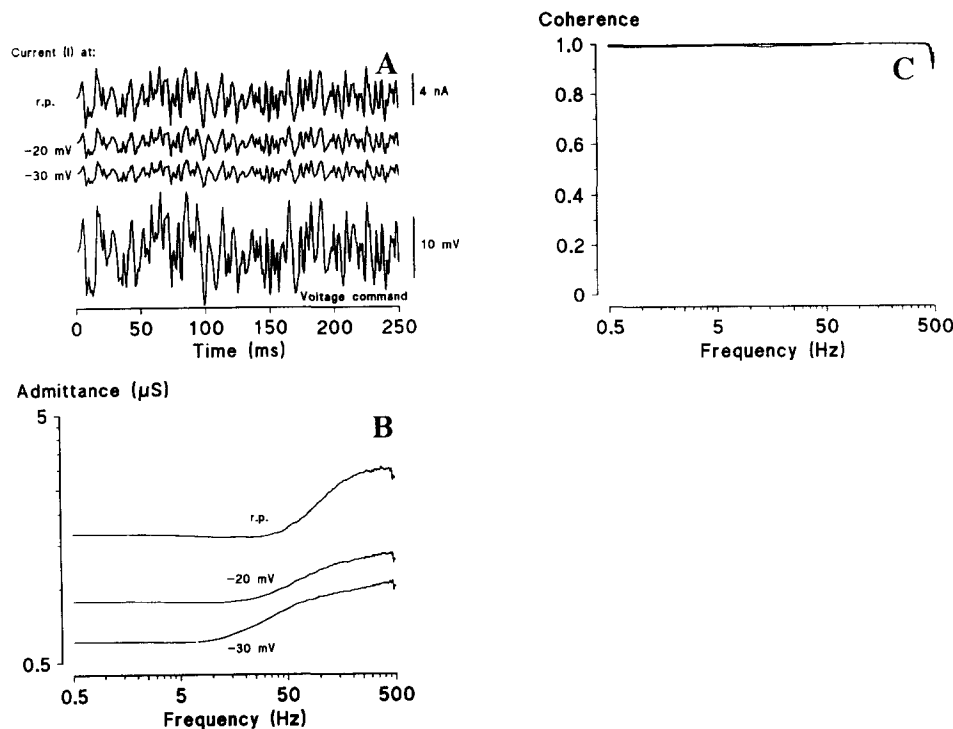 Current (I) at:
A
4 nA
r.p.
-20 mV
-30 mV
10 mV
Voltage command
0 50 100 150 200 250
Time (ms)
Coherence
1.0
C
0.8
0.6
0.4
0.2
0
0.5 5 50 500
Frequency (Hz)
Admittance (µS)
5
B
r.p.
-20 mV
-30 mV
0.5
0.5 5 50 500
Frequency (Hz)